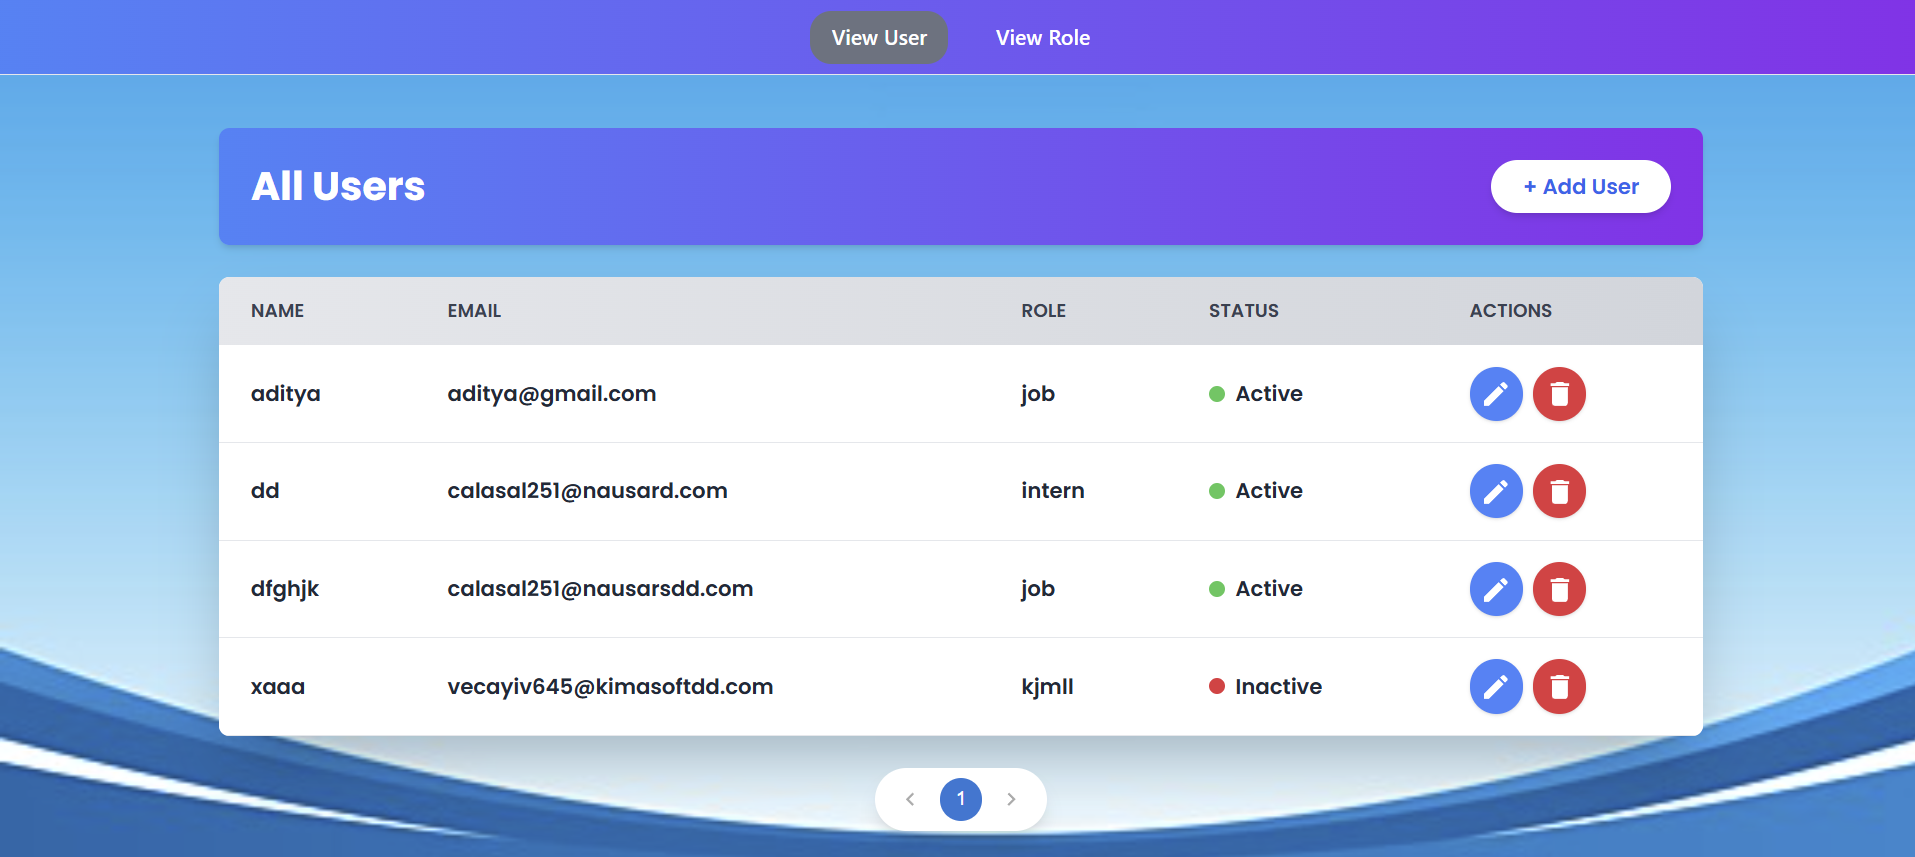 View User View Role
All Users + Add User
NAME EMAIL ROLE STATUS ACTIONS
aditya aditya@gmail.com job Active
dd calasal251@nausard.com intern Active
dfghjk calasal251@nausarsdd.com job Active
xaaa vecayiv645@kimasoftdd.com kjmll Inactive
1